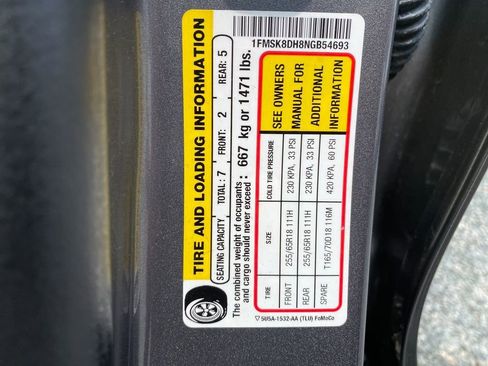 1FMSK8DH8NGB54693
TIRE AND LOADING INFORMATION
SEATING CAPACITY TOTAL: 7 FRONT: 2 REAR: 5
The combined weight of occupants : 667 kg or 1471 lbs.
and cargo should never exceed :
TIRE SIZE COLD TIRE PRESSURE
FRONT 255/65R18 111H 230 KPA, 33 PSI
REAR 255/65R18 111H 230 KPA, 33 PSI
SPARE T165/70D18 116M 420 KPA, 60 PSI
SEE OWNERS
MANUAL FOR
ADDITIONAL
INFORMATION
5U5A-1532-AA (TLU) FoMoCo